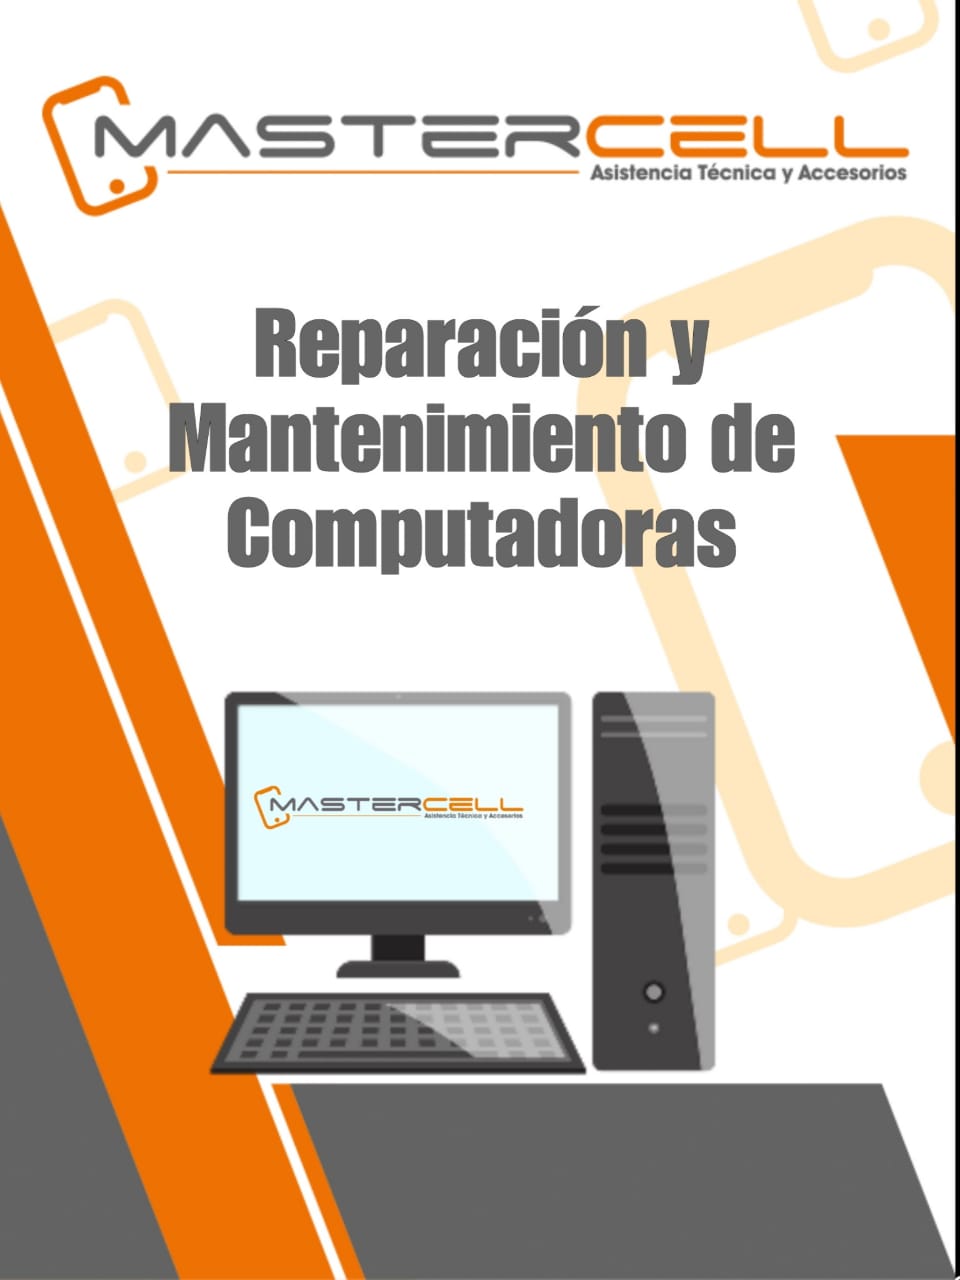 MASTERCELL
Asistencia Técnica y Accesorios
Reparación y
Mantenimiento de
Computadoras
MASTERCELL
Asistencia Técnica y Accesorios